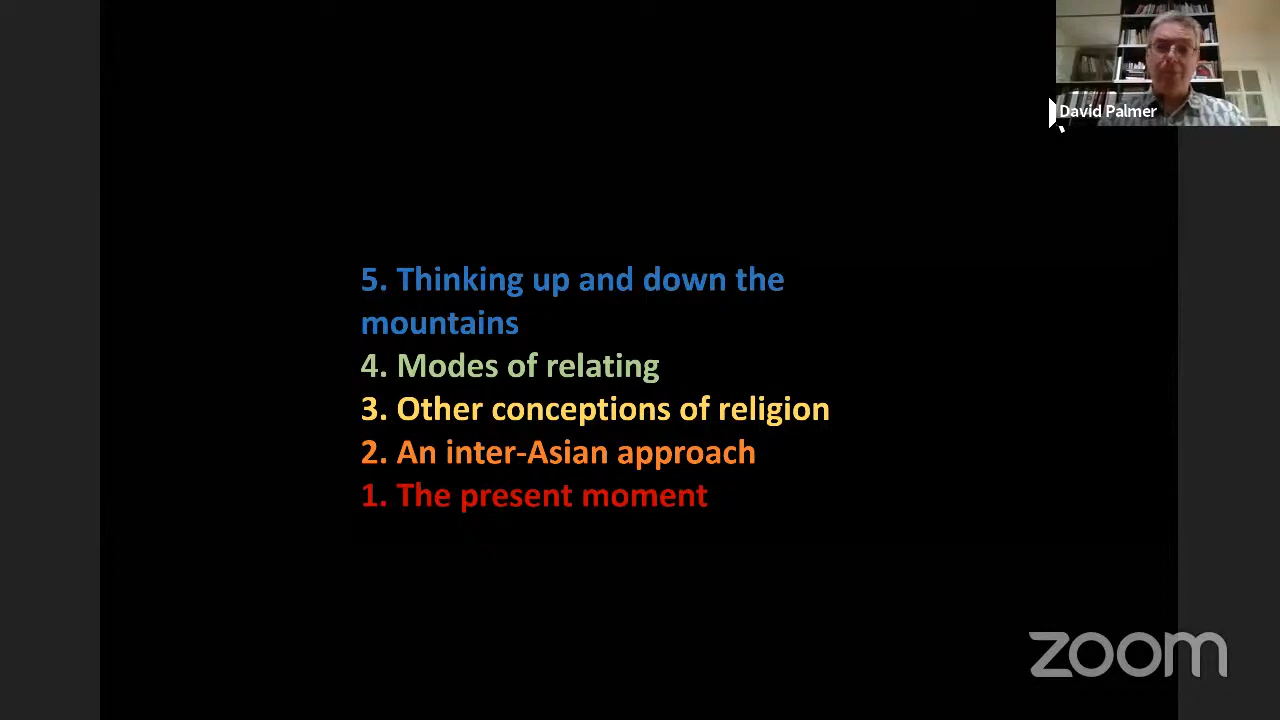 David Palmer
5. Thinking up and down the
mountains
4. Modes of relating
3. Other conceptions of religion
2. An inter-Asian approach
1. The present moment
zoom